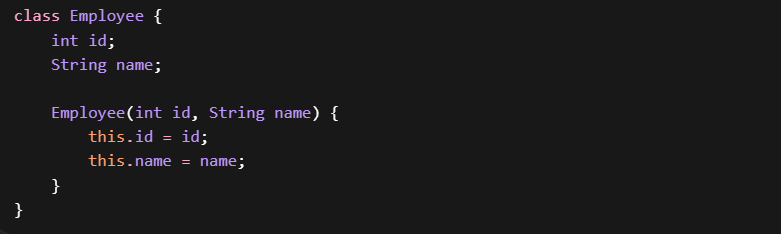 class Employee {
    int id;
    String name;

    Employee(int id, String name) {
        this.id = id;
        this.name = name;
    }
}